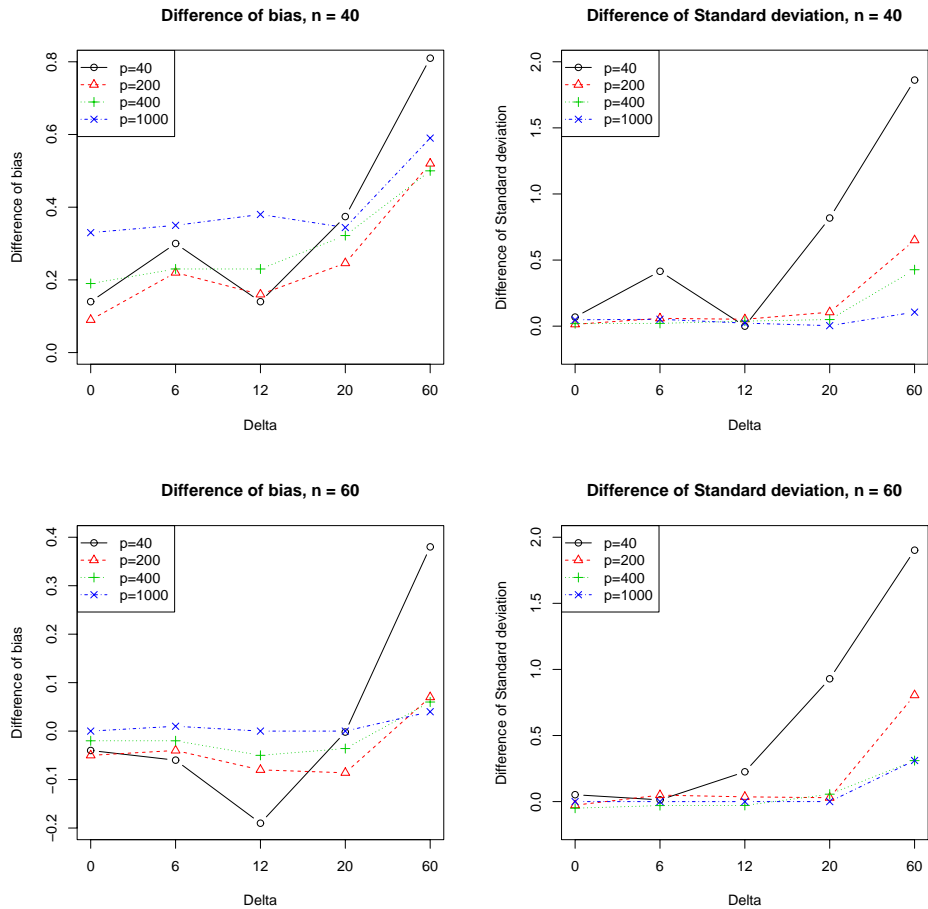 Difference of bias, n = 40
Difference of bias
0.8
0.6
0.4
0.2
0.0
p=40
p=200
p=400
p=1000
0 6 12 20 60
Delta
Difference of Standard deviation, n = 40
Difference of Standard deviation
2.0
1.5
1.0
0.5
0.0
p=40
p=200
p=400
p=1000
0 6 12 20 60
Delta
Difference of bias, n = 60
Difference of bias
0.4
0.3
0.2
0.1
0.0
−0.1
−0.2
p=40
p=200
p=400
p=1000
0 6 12 20 60
Delta
Difference of Standard deviation, n = 60
Difference of Standard deviation
2.0
1.5
1.0
0.5
0.0
p=40
p=200
p=400
p=1000
0 6 12 20 60
Delta